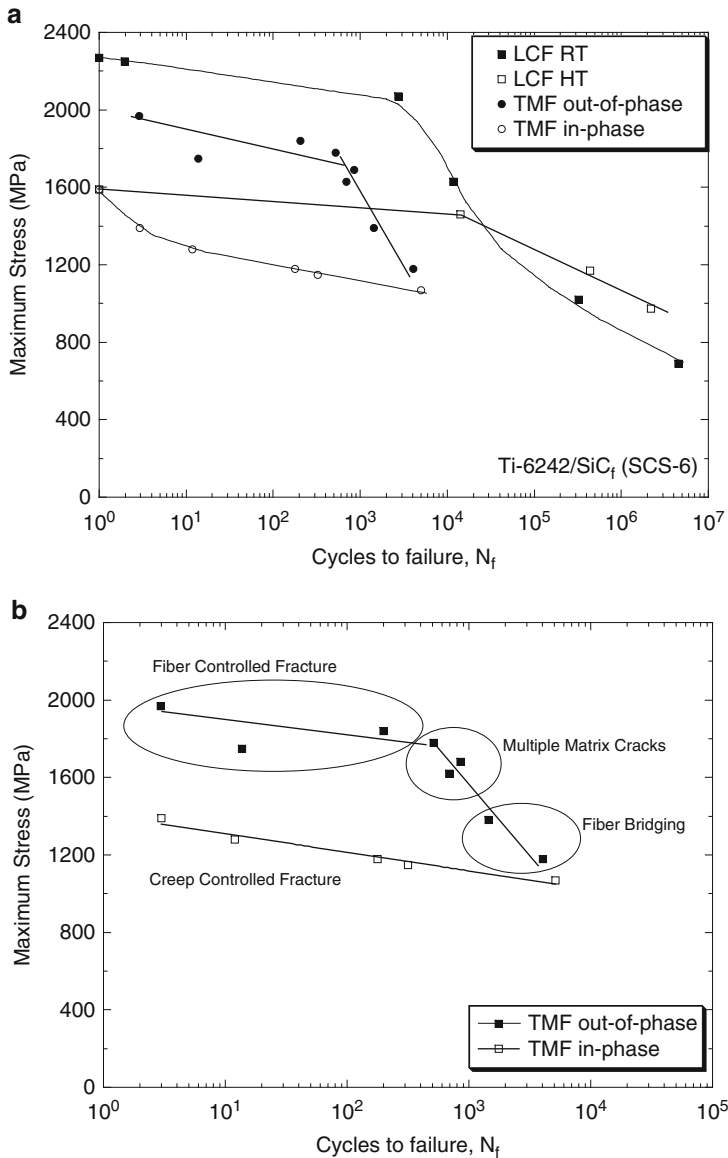 a
2400
2000
1600
1200
800
400
0
Maximum Stress (MPa)
LCF RT
LCF HT
TMF out-of-phase
TMF in-phase
Ti-6242/SiC_f (SCS-6)
10^0 10^1 10^2 10^3 10^4 10^5 10^6 10^7
Cycles to failure, N_f
b
2400
2000
1600
1200
800
400
0
Maximum Stress (MPa)
Fiber Controlled Fracture
Multiple Matrix Cracks
Fiber Bridging
Creep Controlled Fracture
TMF out-of-phase
TMF in-phase
10^0 10^1 10^2 10^3 10^4 10^5
Cycles to failure, N_f